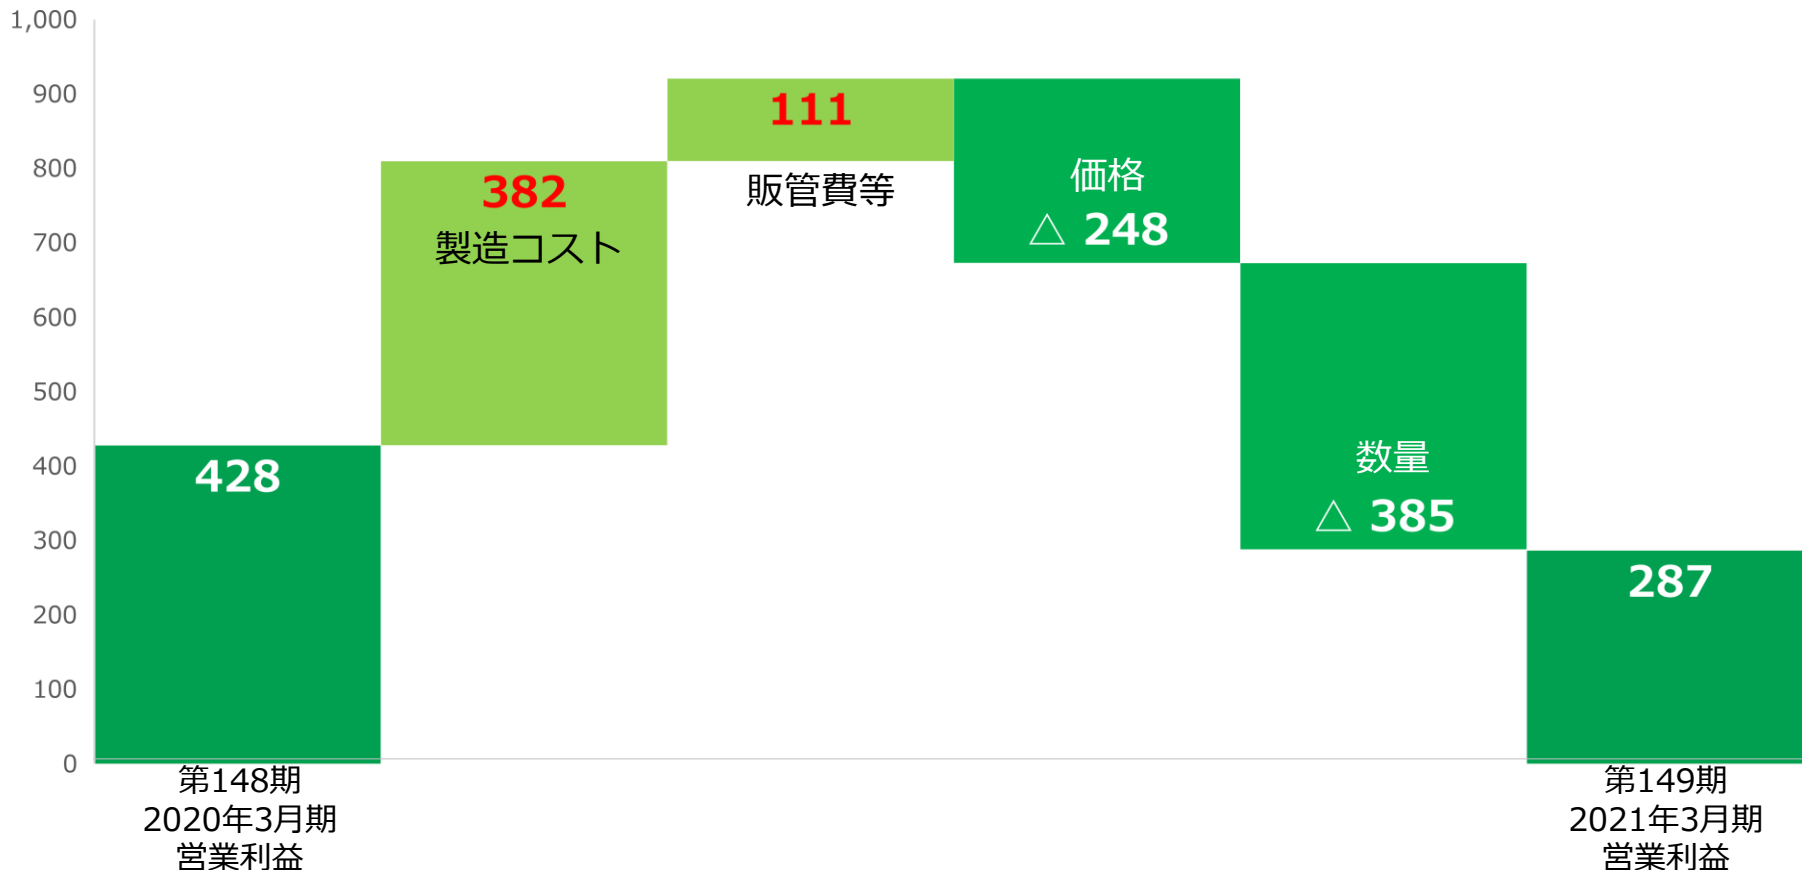 1,000
900
800
700
600
500
400
300
200
100
0
428
382
製造コスト
111
販管費等
価格
△ 248
数量
△ 385
287
第148期
2020年3月期
営業利益
第149期
2021年3月期
営業利益